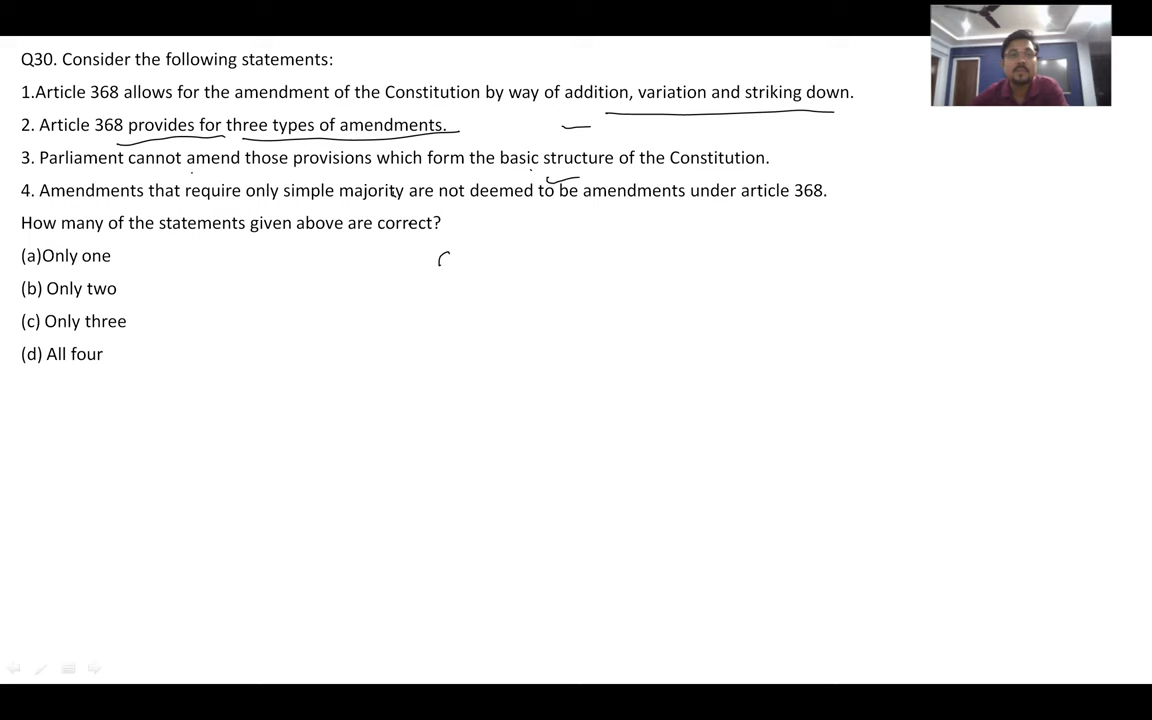 Q30. Consider the following statements:
1.Article 368 allows for the amendment of the Constitution by way of addition, variation and striking down.
2. Article 368 provides for three types of amendments.
3. Parliament cannot amend those provisions which form the basic structure of the Constitution.
4. Amendments that require only simple majority are not deemed to be amendments under article 368.
How many of the statements given above are correct?
(a)Only one
(b) Only two
(c) Only three
(d) All four